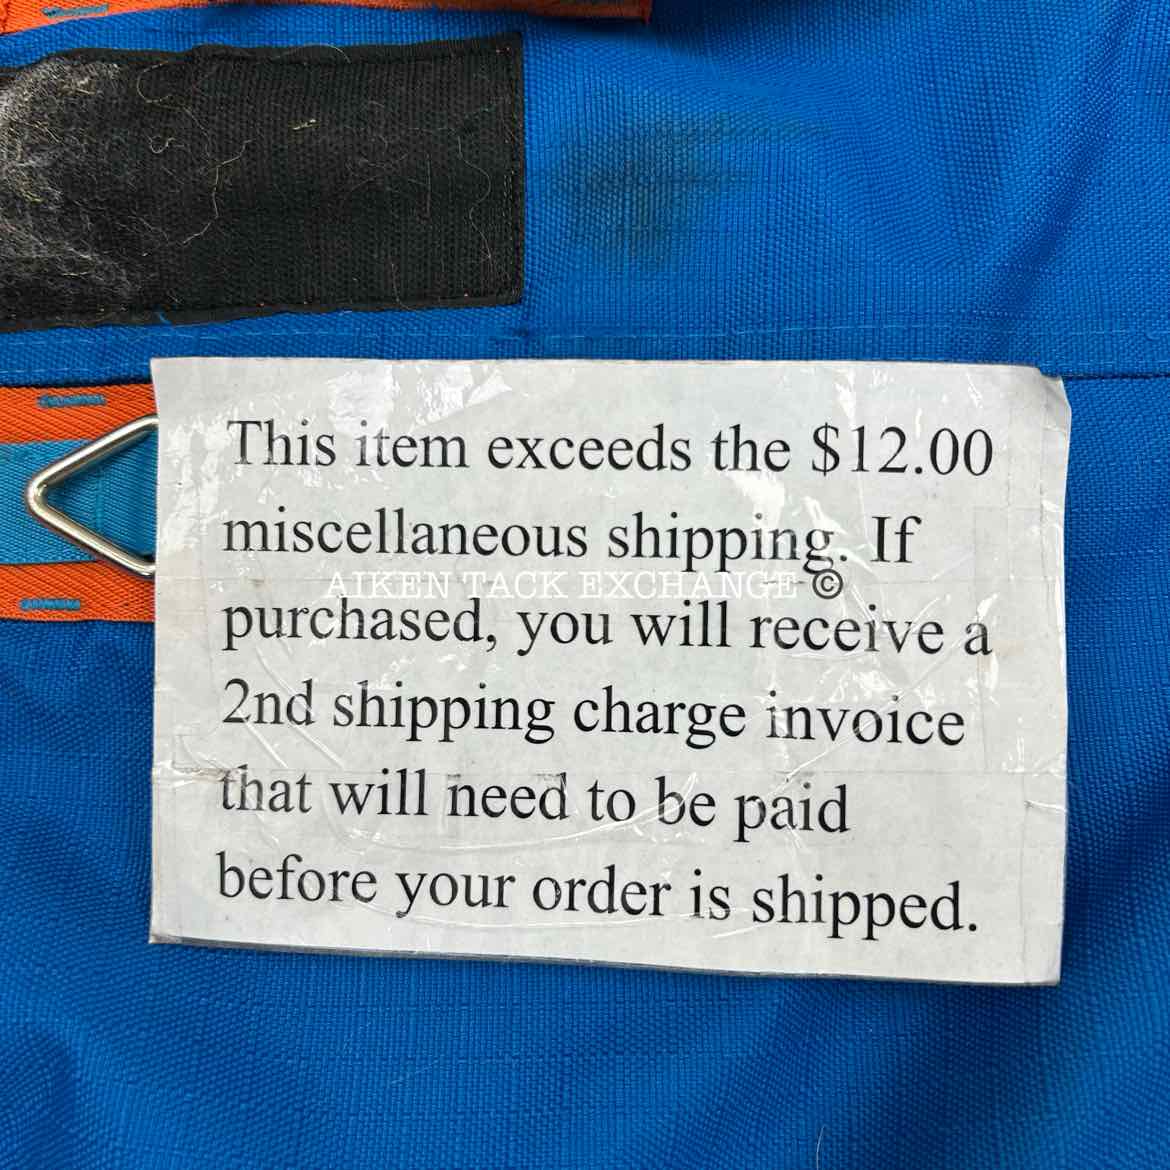 This item exceeds the $12.00
miscellaneous shipping. If
AIKEN TACK EXCHANGE ©
purchased, you will receive a
2nd shipping charge invoice
that will need to be paid
before your order is shipped.